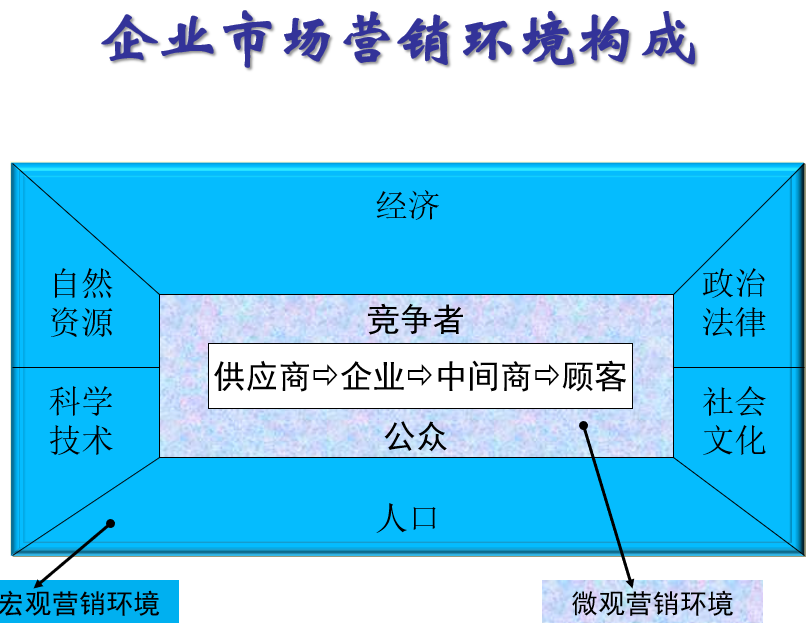 企业市场营销环境构成
经济
自然
资源
政治
法律
竞争者
供应商⇨企业⇨中间商⇨顾客
科学
技术
社会
文化
公众
人口
宏观营销环境
微观营销环境